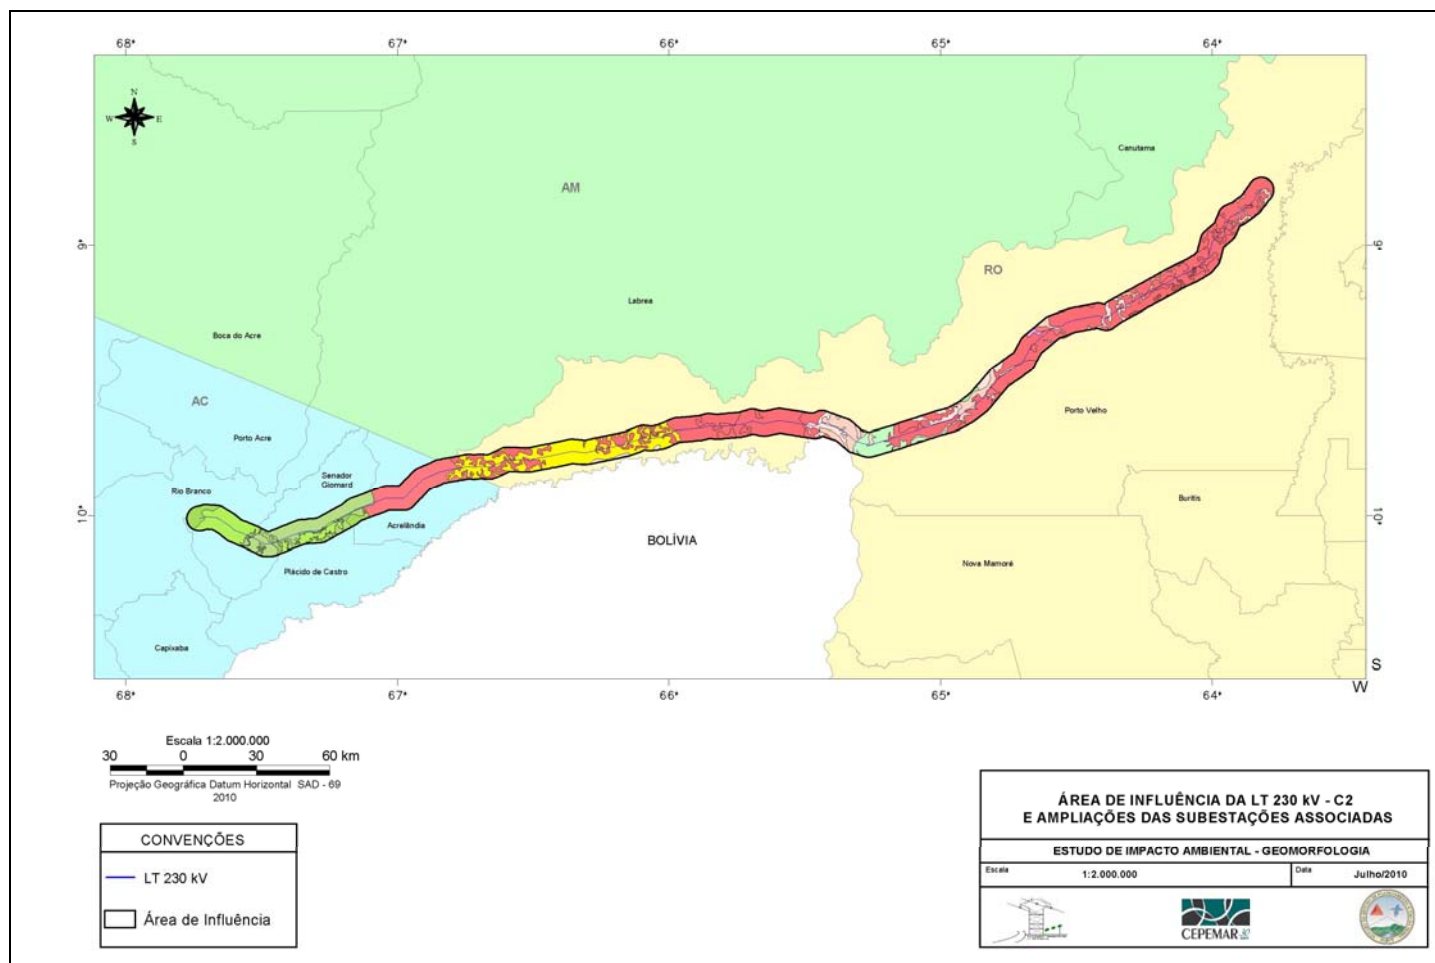 68° 67° 66° 65° 64°
N
W E
S
Canutama
AM
9° 9°
RO
Labrea
Boca do Acre
AC
Porto Acre
Porto Velho
Senador
Giomard
Rio Branco
Buritis
10° 10°
Acrelândia
BOLÍVIA
Nova Mamoré
Plácido de Castro
Capixaba
S
W
68° 67° 66° 65° 64°
Escala 1:2.000.000
30 0 30 60 km
Projeção Geográfica Datum Horizontal SAD - 69
2010
CONVENÇÕES
LT 230 kV
Área de Influência
ÁREA DE INFLUÊNCIA DA LT 230 kV - C2
E AMPLIAÇÕES DAS SUBESTAÇÕES ASSOCIADAS
ESTUDO DE IMPACTO AMBIENTAL - GEOMORFOLOGIA
Escala 1:2.000.000 Data Julho/2010
CEPEMAR